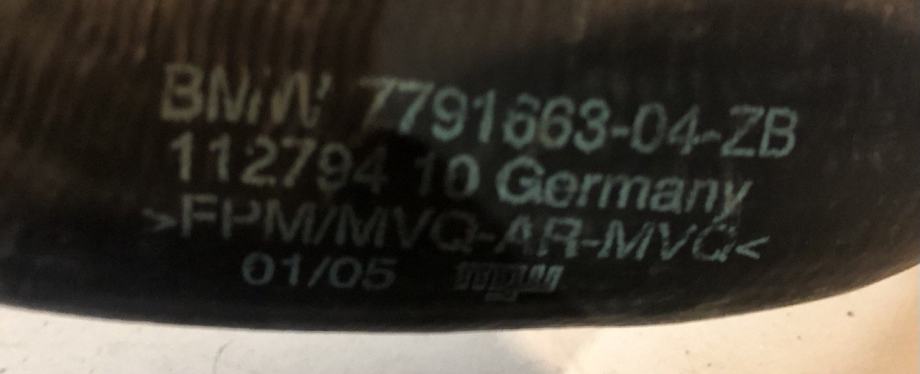 BMW 7791663-04-ZB
112794 10 Germany
>FPM/MVQ-AR-MVQ<
01/05